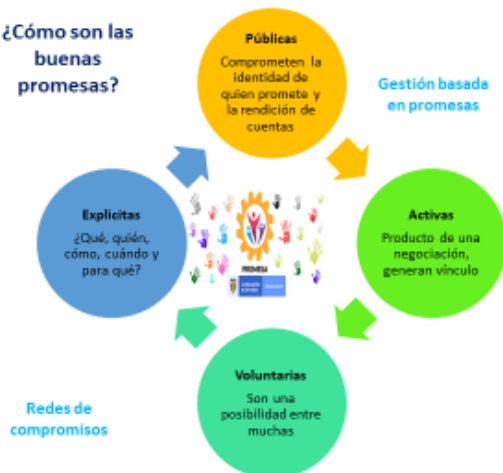 ¿Cómo son las
buenas
promesas?
Públicas
Comprometen la
identidad de
quien promete y
la rendición de
cuentas
Gestión basada
en promesas
Explicitas
¿Qué, quién,
cómo, cuándo y
para qué?
PROMESA
Activas
Producto de una
negociación,
generan vínculo
Voluntarias
Son una
posibilidad entre
muchas
Redes de
compromisos